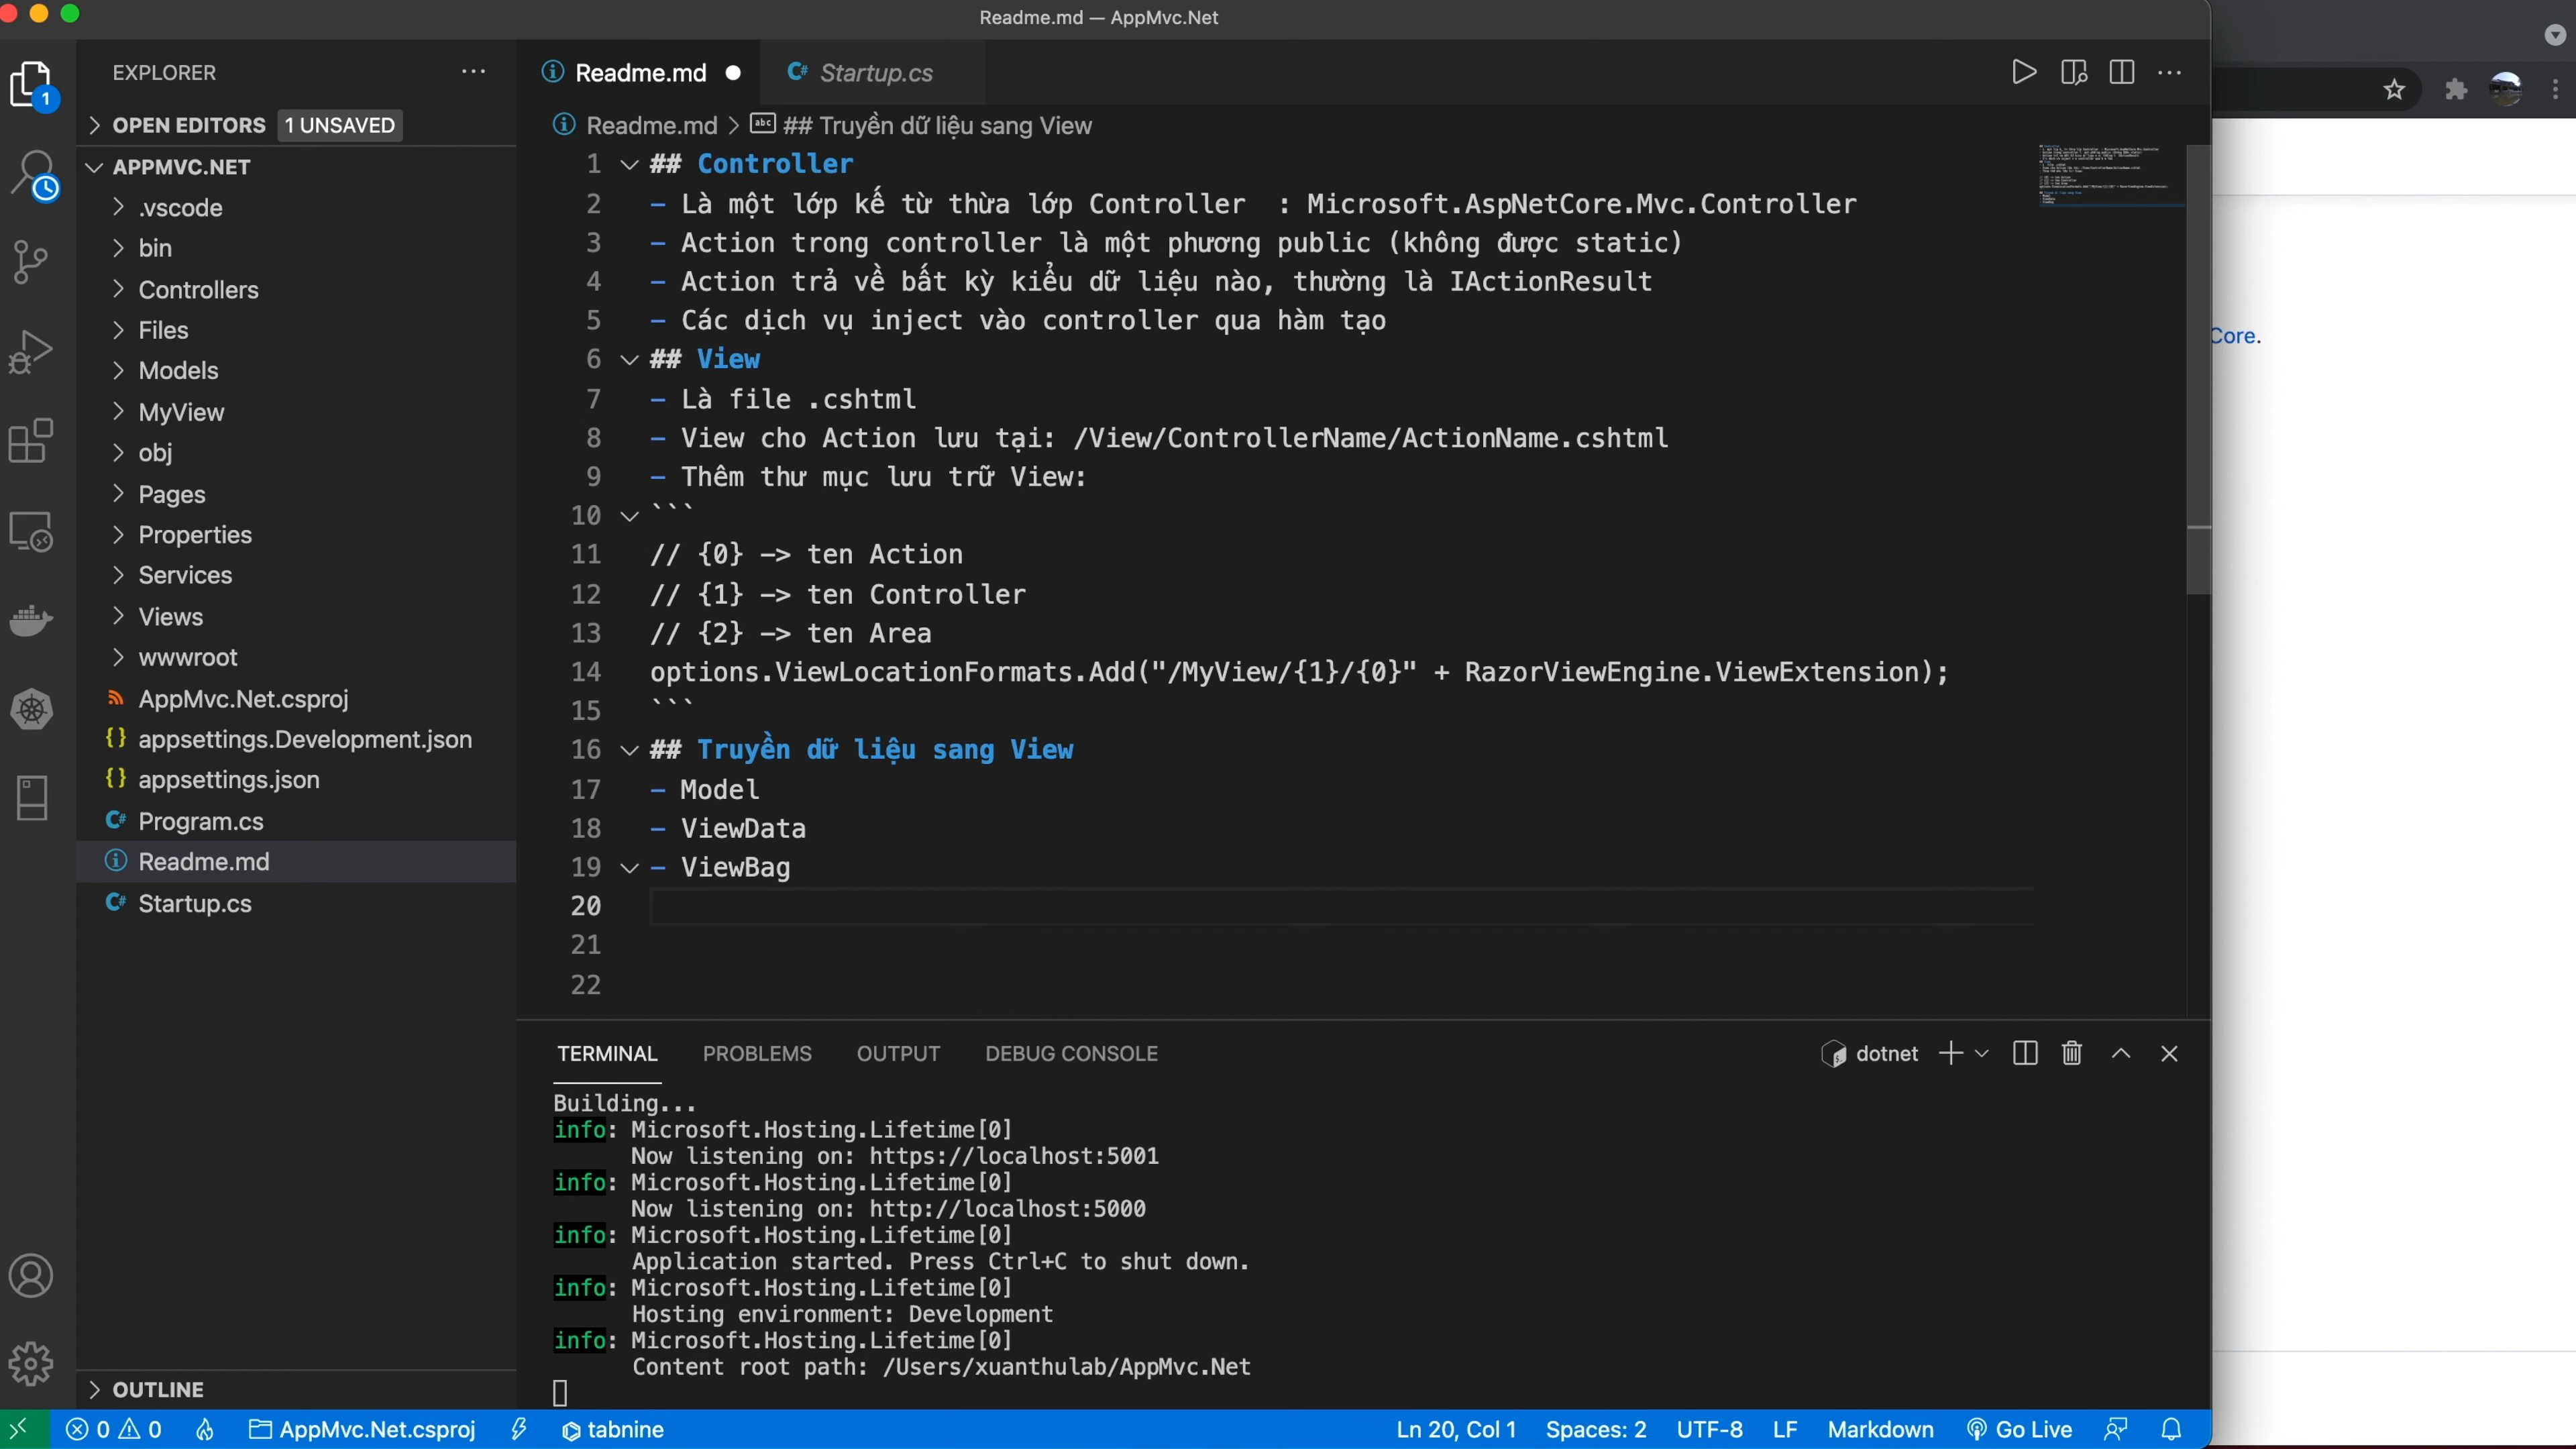 Readme.md — AppMvc.Net
EXPLORER
OPEN EDITORS 1 UNSAVED
APPMVC.NET
.vscode
bin
Controllers
Files
Models
MyView
obj
Pages
Properties
Services
Views
wwwroot
AppMvc.Net.csproj
{} appsettings.Development.json
{} appsettings.json
C# Program.cs
Readme.md
C# Startup.cs
OUTLINE
1
Readme.md
C# Startup.cs
Readme.md > abc ## Truyền dữ liệu sang View
1 ## Controller
2 - Là một lớp kế từ thừa lớp Controller  : Microsoft.AspNetCore.Mvc.Controller
3 - Action trong controller là một phương public (không được static)
4 - Action trả về bất kỳ kiểu dữ liệu nào, thường là IActionResult
5 - Các dịch vụ inject vào controller qua hàm tạo
6 ## View
7 - Là file .cshtml
8 - View cho Action lưu tại: /View/ControllerName/ActionName.cshtml
9 - Thêm thư mục lưu trữ View:
10 ```
11 // {0} -> ten Action
12 // {1} -> ten Controller
13 // {2} -> ten Area
14 options.ViewLocationFormats.Add("/MyView/{1}/{0}" + RazorViewEngine.ViewExtension);
15 ```
16 ## Truyền dữ liệu sang View
17 - Model
18 - ViewData
19 - ViewBag
20
21
22
Core.
TERMINAL PROBLEMS OUTPUT DEBUG CONSOLE
dotnet
Building...
info: Microsoft.Hosting.Lifetime[0]
Now listening on: https://localhost:5001
info: Microsoft.Hosting.Lifetime[0]
Now listening on: http://localhost:5000
info: Microsoft.Hosting.Lifetime[0]
Application started. Press Ctrl+C to shut down.
info: Microsoft.Hosting.Lifetime[0]
Hosting environment: Development
info: Microsoft.Hosting.Lifetime[0]
Content root path: /Users/xuanthulab/AppMvc.Net
0 0 AppMvc.Net.csproj tabnine Ln 20, Col 1 Spaces: 2 UTF-8 LF Markdown Go Live